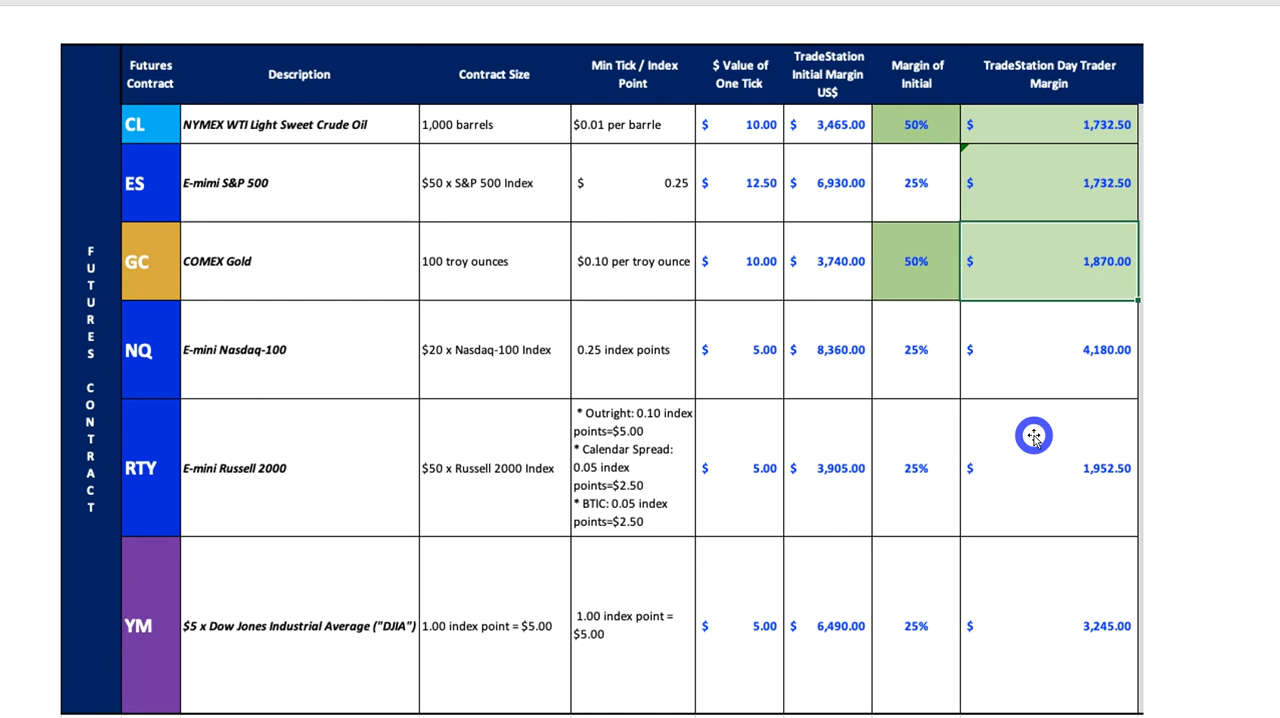 Futures Contract
Description
Contract Size
Min Tick / Index Point
$ Value of One Tick
TradeStation Initial Margin US$
Margin of Initial
TradeStation Day Trader Margin
FUTURES CONTRACT
CL
NYMEX WTI Light Sweet Crude Oil
1,000 barrels
$0.01 per barrle
$ 10.00
$ 3,465.00
50%
$ 1,732.50
ES
E-mimi S&P 500
$50 x S&P 500 Index
$ 0.25
$ 12.50
$ 6,930.00
25%
$ 1,732.50
GC
COMEX Gold
100 troy ounces
$0.10 per troy ounce
$ 10.00
$ 3,740.00
50%
$ 1,870.00
NQ
E-mini Nasdaq-100
$20 x Nasdaq-100 Index
0.25 index points
$ 5.00
$ 8,360.00
25%
$ 4,180.00
RTY
E-mini Russell 2000
$50 x Russell 2000 Index
* Outright: 0.10 index
points=$5.00
* Calendar Spread:
0.05 index
points=$2.50
* BTIC: 0.05 index
points=$2.50
$ 5.00
$ 3,905.00
25%
$ 1,952.50
YM
$5 x Dow Jones Industrial Average ("DJIA")
1.00 index point = $5.00
1.00 index point =
$5.00
$ 5.00
$ 6,490.00
25%
$ 3,245.00